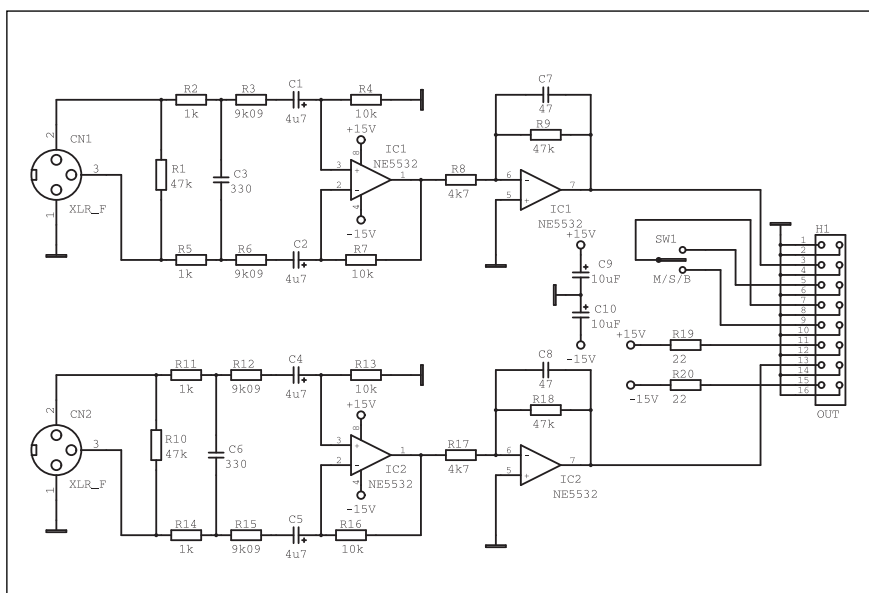 R2
1k
R3
9k09
C1
+
4u7
R4
10k
+15V
8
IC1
NE5532
3
+
2
−
1
4
−15V
2
CN1
3
XLR_F
1
R1
47k
C3
330
R5
1k
R6
9k09
C2
+
4u7
R7
10k
R8
4k7
C7
47
R9
47k
6
−
5
+
7
IC1
NE5532
+15V
C9
+
10uF
C10
+
10uF
−15V
SW1
M/S/B
H1
1
2
3
4
5
6
7
8
9
10
11
12
13
14
15
16
OUT
+15V
R19
22
R20
−15V
22
R11
1k
R12
9k09
C4
+
4u7
R13
10k
+15V
8
3
+
2
−
1
4
IC2
NE5532
−15V
2
CN2
3
XLR_F
1
R10
47k
C6
330
R14
1k
R15
9k09
C5
+
4u7
R16
10k
R17
4k7
C8
47
R18
47k
6
−
5
+
7
IC2
NE5532